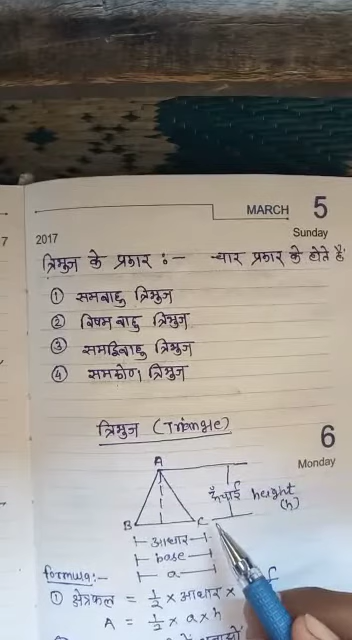 MARCH 5
2017 Sunday
7
त्रिभुज के प्रकार :- चार प्रकार के होते हैं
① समबाहु त्रिभुज
② विषमबाहु त्रिभुज
③ समद्विबाहु त्रिभुज
④ समकोण त्रिभुज
6
Monday
त्रिभुज (Triangle)
A
ऊँचाई height
(h)
B C
आधार
base
a
formula:-
① क्षेत्रफल = 1/2 × आधार ×
A = 1/2 × a × h